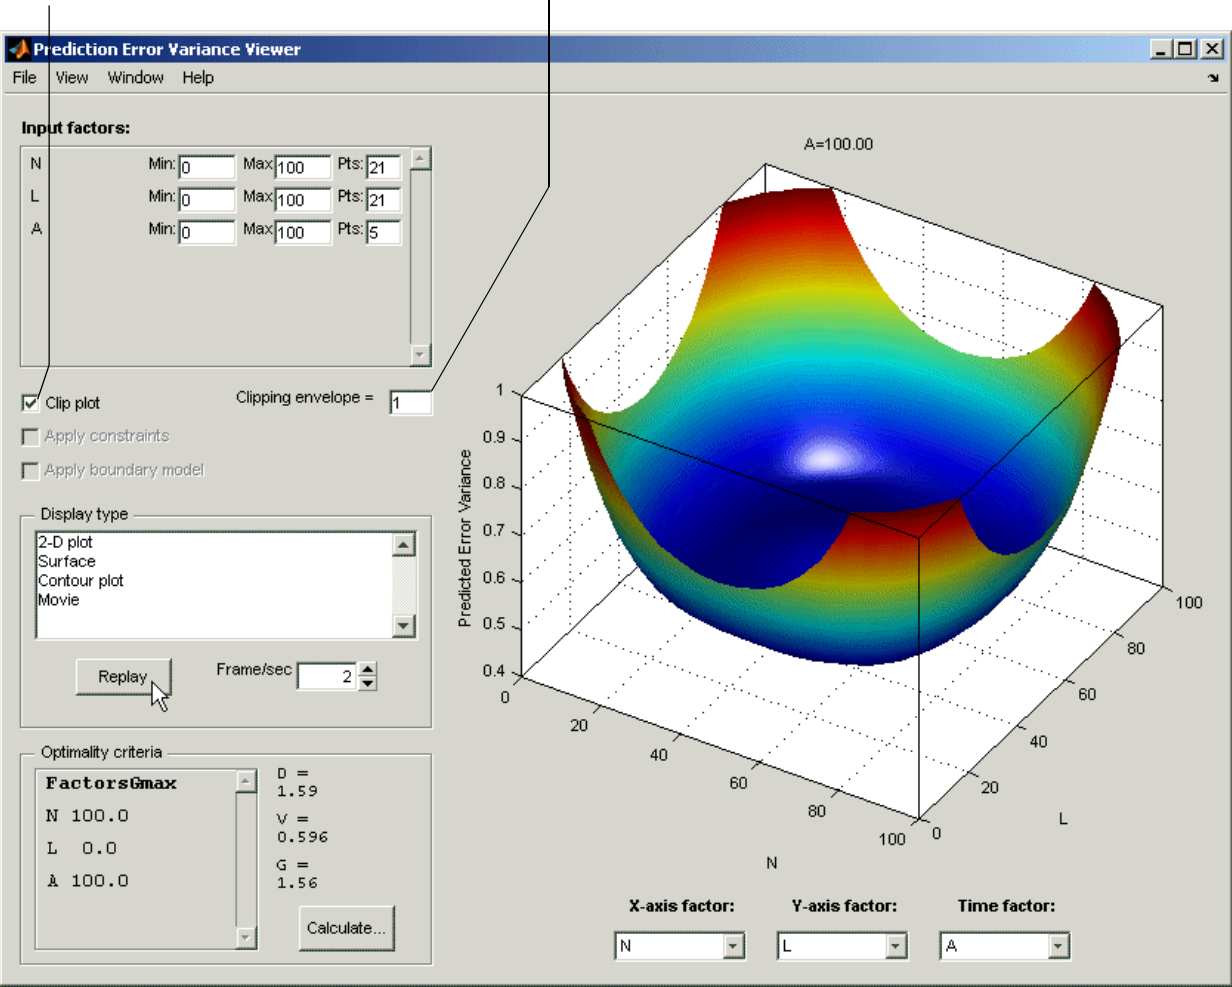 Prediction Error Variance Viewer
File View Window Help
Input factors:
N Min: 0 Max 100 Pts: 21
L Min: 0 Max 100 Pts: 21
A Min: 0 Max 100 Pts: 5
Clip plot Clipping envelope = 1
Apply constraints
Apply boundary model
Display type
2-D plot
Surface
Contour plot
Movie
Replay Frame/sec 2
Optimality criteria
FactorsGmax
N 100.0
L 0.0
A 100.0
D =
1.59
V =
0.596
G =
1.56
Calculate...
A=100.00
Predicted Error Variance
1
0.9
0.8
0.7
0.6
0.5
0.4
0
20
40
60
80
100
N
0
20
40
60
80
100
L
X-axis factor: Y-axis factor: Time factor:
N L A